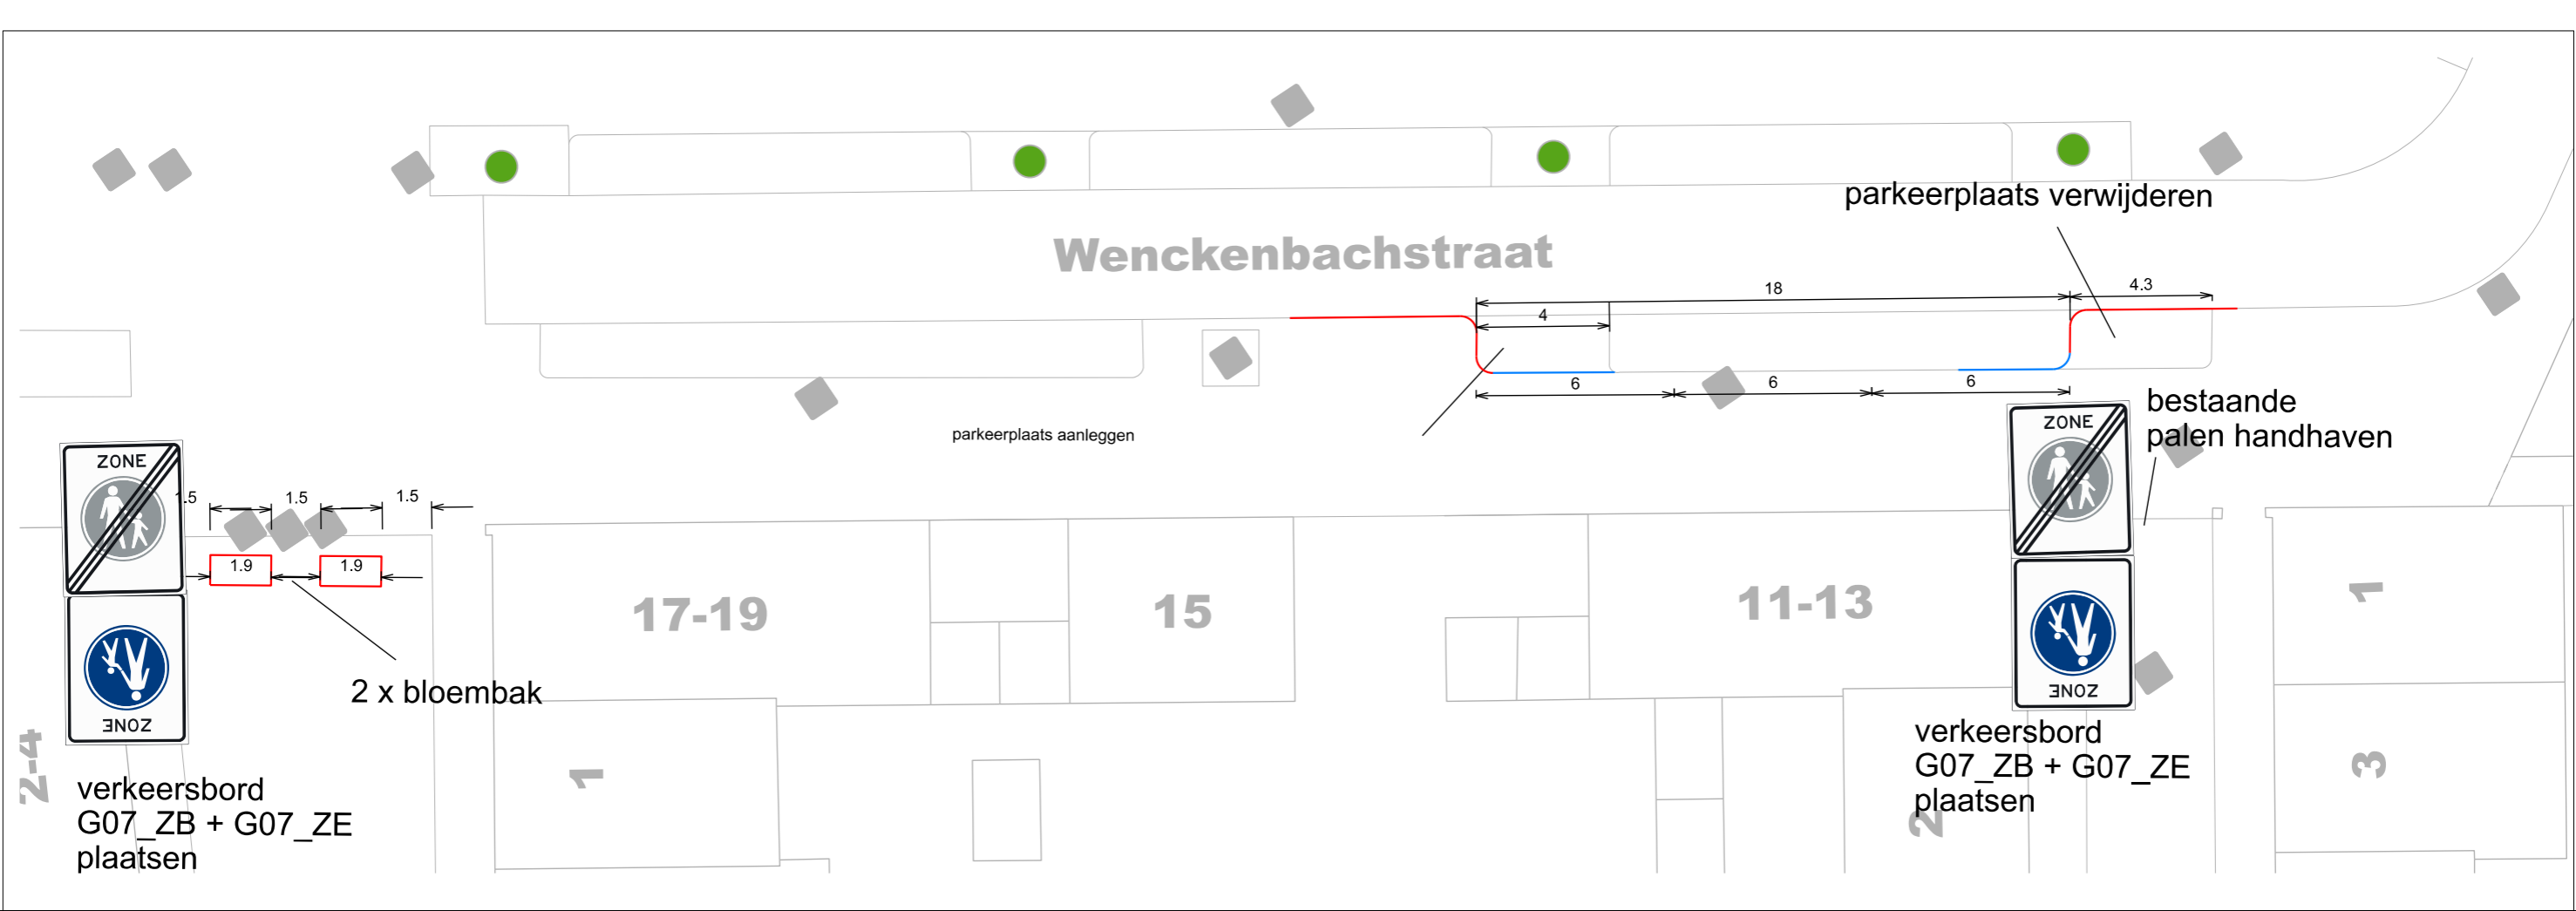 parkeerplaats verwijderen
Wenckenbachstraat
18
4.3
4
6
6
6
parkeerplaats aanleggen
bestaande
palen handhaven
ZONE
ZONE
1.5
1.5
1.5
1.9
1.9
17-19
15
11-13
1
ZONE
ZONE
2 x bloembak
2-4
1
3
2
verkeersbord
G07_ZB + G07_ZE
plaatsen
verkeersbord
G07_ZB + G07_ZE
plaatsen